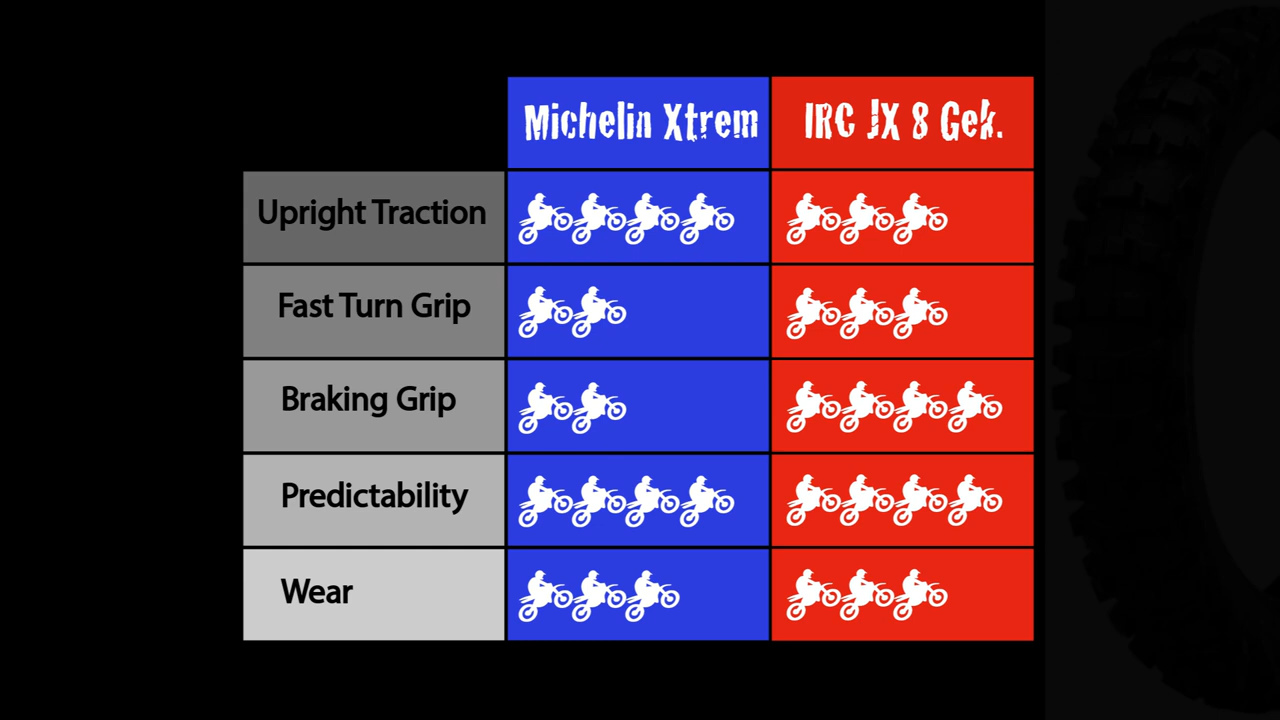 Michelin Xtrem
IRC JX 8 Gek.
Upright Traction
Fast Turn Grip
Braking Grip
Predictability
Wear